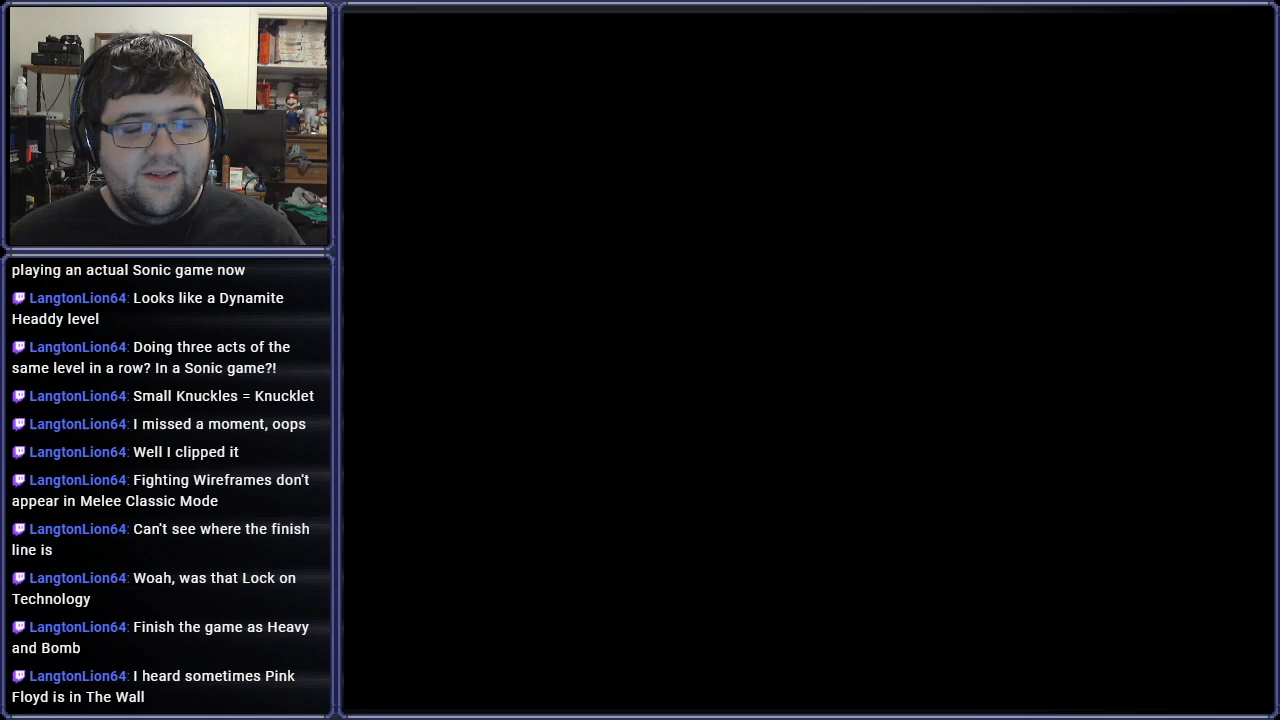 playing an actual Sonic game now
LangtonLion64: Looks like a Dynamite
Headdy level
LangtonLion64: Doing three acts of the
same level in a row? In a Sonic game?!
LangtonLion64: Small Knuckles = Knucklet
LangtonLion64: I missed a moment, oops
LangtonLion64: Well I clipped it
LangtonLion64: Fighting Wireframes don't
appear in Melee Classic Mode
LangtonLion64: Can't see where the finish
line is
LangtonLion64: Woah, was that Lock on
Technology
LangtonLion64: Finish the game as Heavy
and Bomb
LangtonLion64: I heard sometimes Pink
Floyd is in The Wall